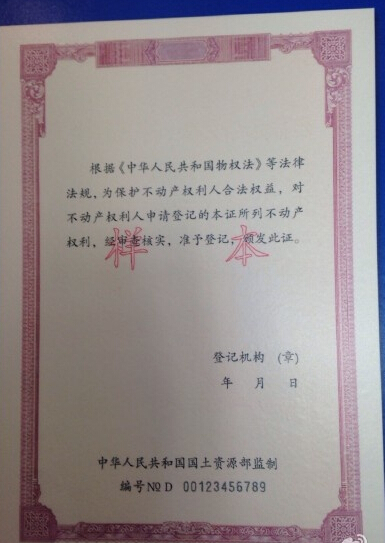 根据《中华人民共和国物权法》等法律
法规，为保护不动产权利人合法权益，对
不动产权利人申请登记的本证所列不动产
权利，经审查核实，准予登记，颁发此证。
样本
登记机构 (章)
年 月 日
中华人民共和国国土资源部监制
编号 № D 00123456789